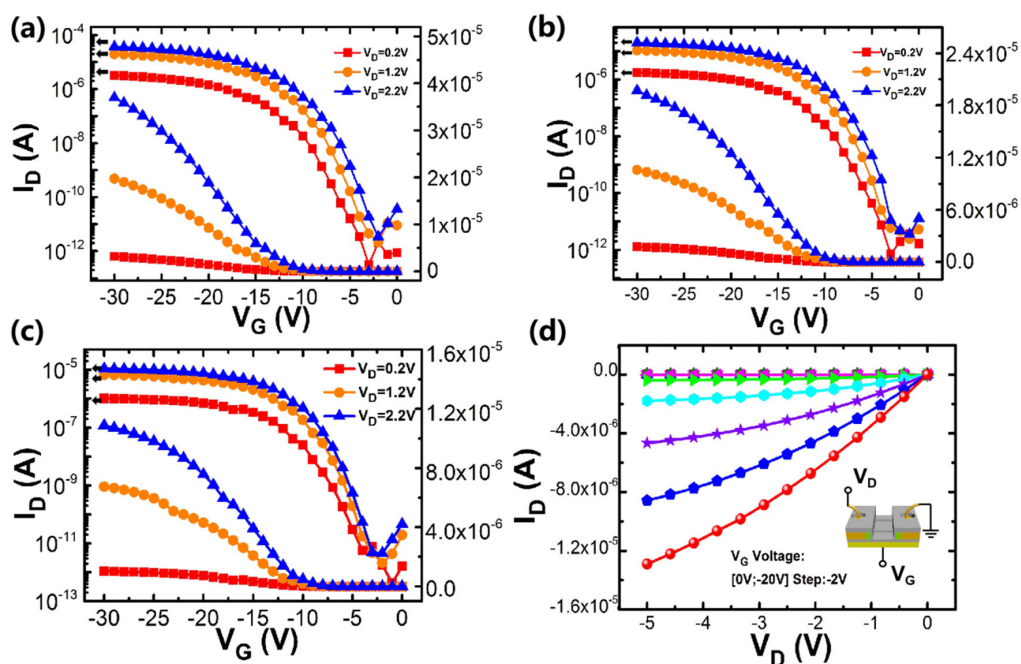 (a)
I_D (A)
10^-4
10^-6
10^-8
10^-10
10^-12
V_D=0.2V
V_D=1.2V
V_D=2.2V
5x10^-5
4x10^-5
3x10^-5
2x10^-5
1x10^-5
0
-30 -25 -20 -15 -10 -5 0
V_G (V)
(b)
I_D (A)
10^-6
10^-8
10^-10
10^-12
V_D=0.2V
V_D=1.2V
V_D=2.2V
2.4x10^-5
1.8x10^-5
1.2x10^-5
6.0x10^-6
0.0
-30 -25 -20 -15 -10 -5 0
V_G (V)
(c)
I_D (A)
10^-5
10^-7
10^-9
10^-11
10^-13
V_D=0.2V
V_D=1.2V
V_D=2.2V
1.6x10^-5
1.2x10^-5
8.0x10^-6
4.0x10^-6
0.0
-30 -25 -20 -15 -10 -5 0
V_G (V)
(d)
0.0
-4.0x10^-6
-8.0x10^-6
-1.2x10^-5
-1.6x10^-5
I_D (A)
V_D
V_G
V_G Voltage:
[0V;-20V] Step:-2V
-5 -4 -3 -2 -1 0
V_D (V)